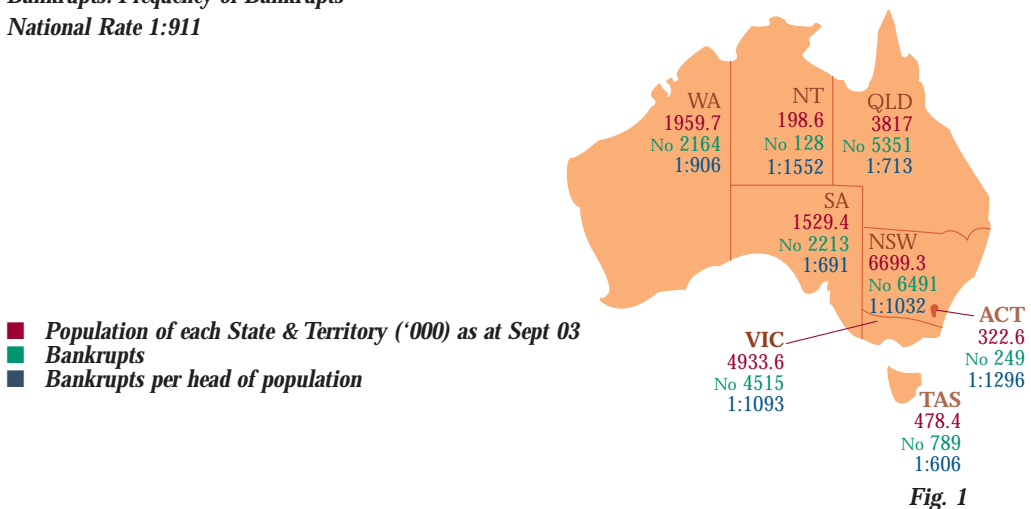 Bankrupts: Frequency of Bankrupts
National Rate 1:911
WA
1959.7
No 2164
1:906
NT
198.6
No 128
1:1552
QLD
3817
No 5351
1:713
SA
1529.4
No 2213
1:691
NSW
6699.3
No 6491
1:1032
ACT
322.6
No 249
1:1296
VIC
4933.6
No 4515
1:1093
TAS
478.4
No 789
1:606
Population of each State & Territory (‘000) as at Sept 03
Bankrupts
Bankrupts per head of population
Fig. 1